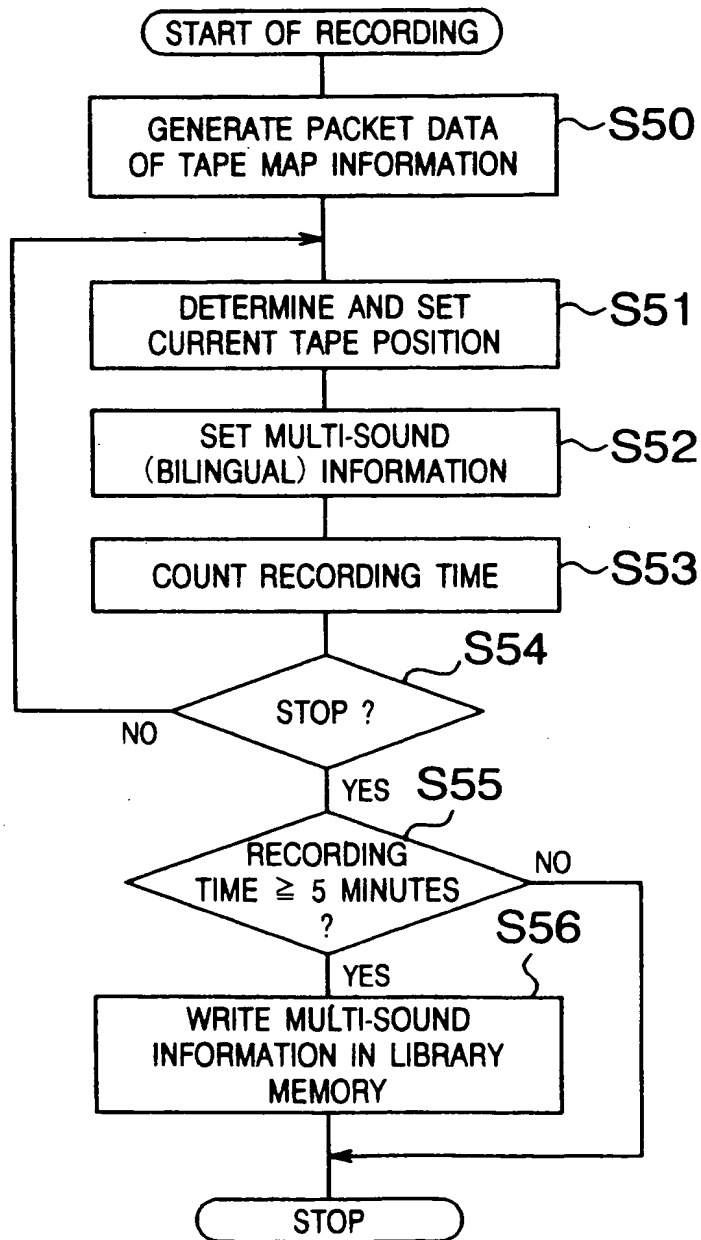 START OF RECORDING
GENERATE PACKET DATA
OF TAPE MAP INFORMATION
S50
DETERMINE AND SET
CURRENT TAPE POSITION
S51
SET MULTI-SOUND
(BILINGUAL) INFORMATION
S52
COUNT RECORDING TIME
S53
S54
STOP ?
NO
YES
S55
RECORDING
TIME ≧ 5 MINUTES
?
NO
YES
S56
WRITE MULTI-SOUND
INFORMATION IN LIBRARY
MEMORY
STOP